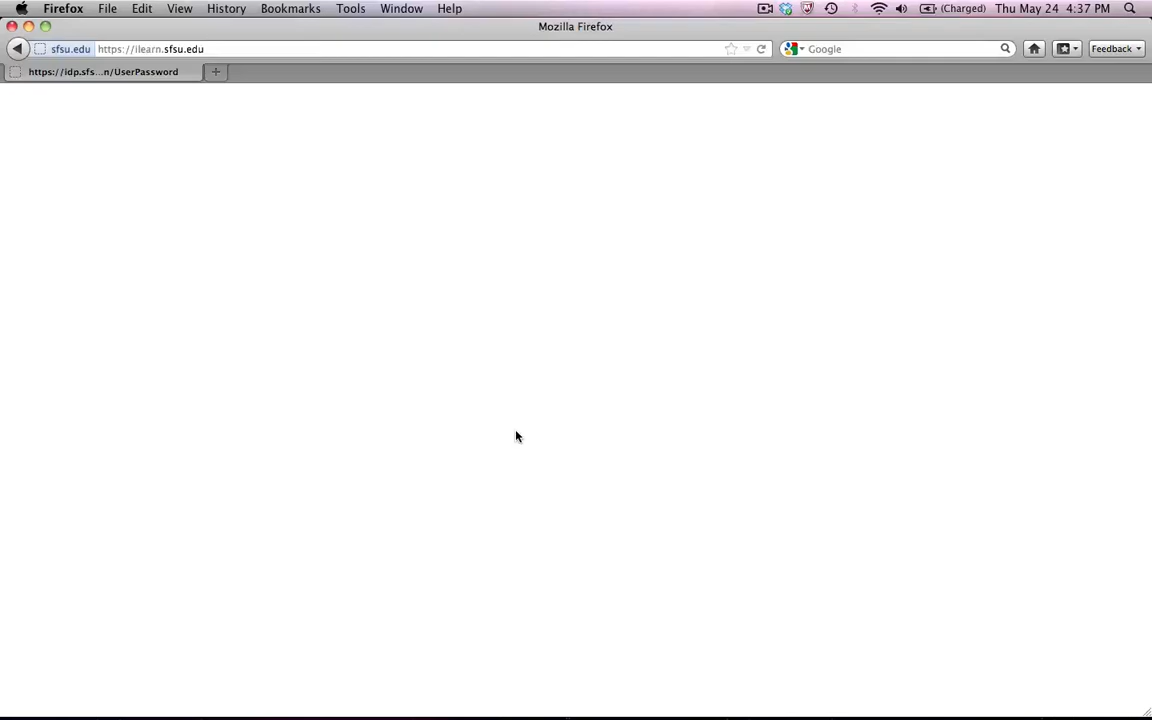 Firefox File Edit View History Bookmarks Tools Window Help (Charged) Thu May 24 4:37 PM
Mozilla Firefox
sfsu.edu https://ilearn.sfsu.edu Google Feedback
https://idp.sfs...n/UserPassword